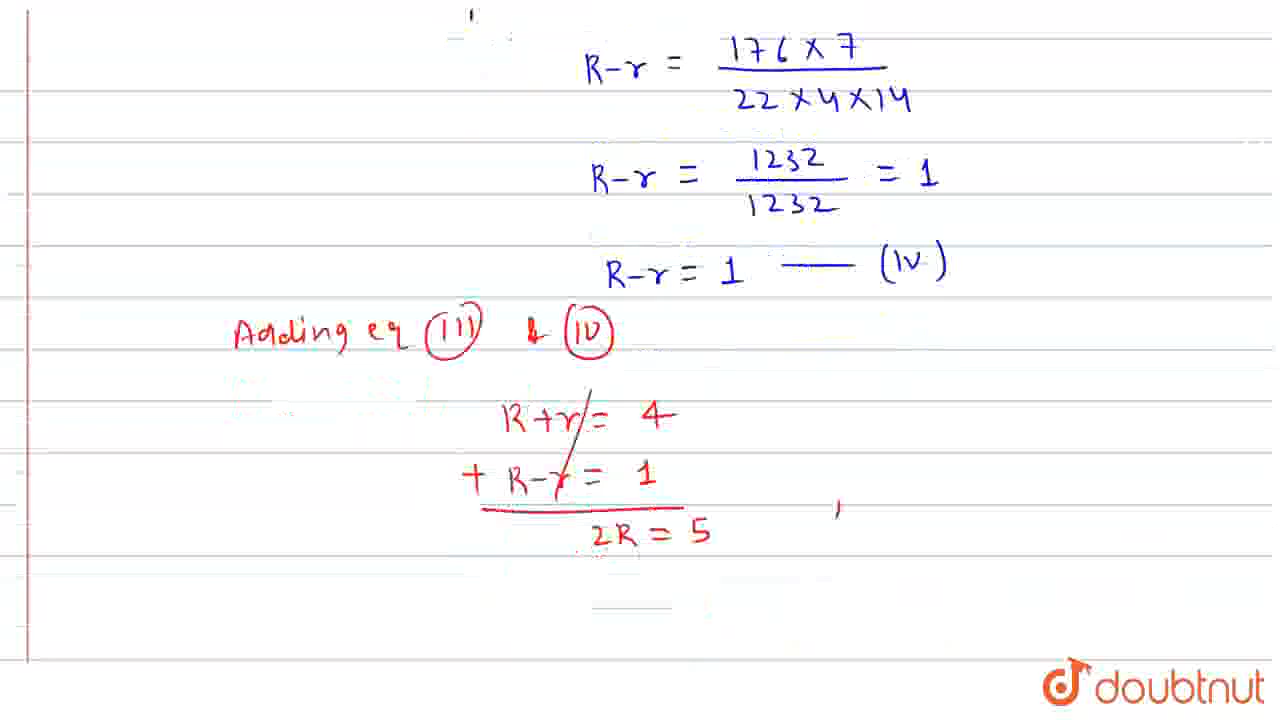 R-r = 176 × 7 / 22 × 4 × 14
R-r = 1232 / 1232 = 1
R-r = 1 —— (IV)
Adding eq (III) & (IV)
R+r = 4
+ R-r = 1
2R = 5
doubtnut